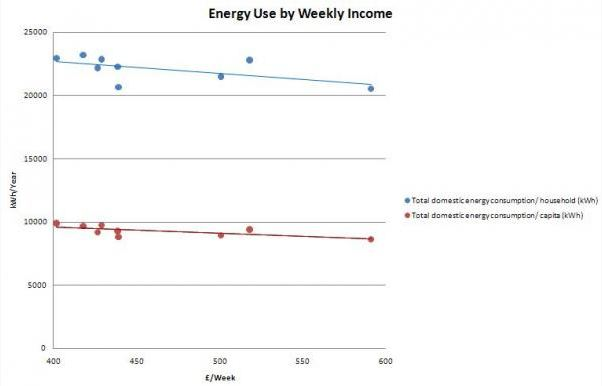 Energy Use by Weekly Income
25000
20000
15000
10000
5000
0
kWh/Year
400 450 500 550 600
£/Week
Total domestic energy consumption/ household (kWh)
Total domestic energy consumption/ capita (kWh)